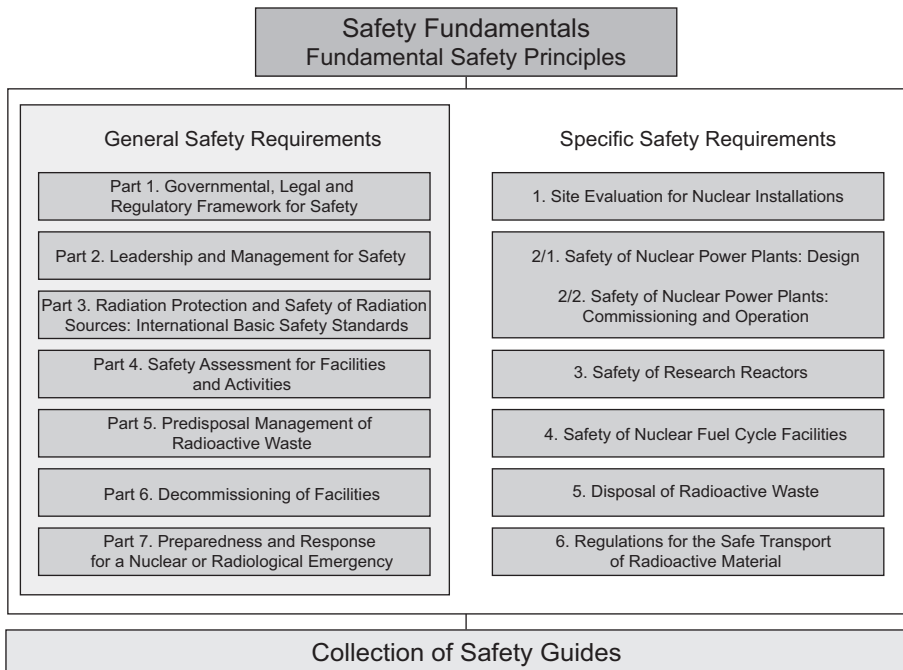 Safety Fundamentals
Fundamental Safety Principles
General Safety Requirements
Part 1. Governmental, Legal and
Regulatory Framework for Safety
Part 2. Leadership and Management for Safety
Part 3. Radiation Protection and Safety of Radiation
Sources: International Basic Safety Standards
Part 4. Safety Assessment for Facilities
and Activities
Part 5. Predisposal Management of
Radioactive Waste
Part 6. Decommissioning of Facilities
Part 7. Preparedness and Response
for a Nuclear or Radiological Emergency
Specific Safety Requirements
1. Site Evaluation for Nuclear Installations
2/1. Safety of Nuclear Power Plants: Design
2/2. Safety of Nuclear Power Plants:
Commissioning and Operation
3. Safety of Research Reactors
4. Safety of Nuclear Fuel Cycle Facilities
5. Disposal of Radioactive Waste
6. Regulations for the Safe Transport
of Radioactive Material
Collection of Safety Guides